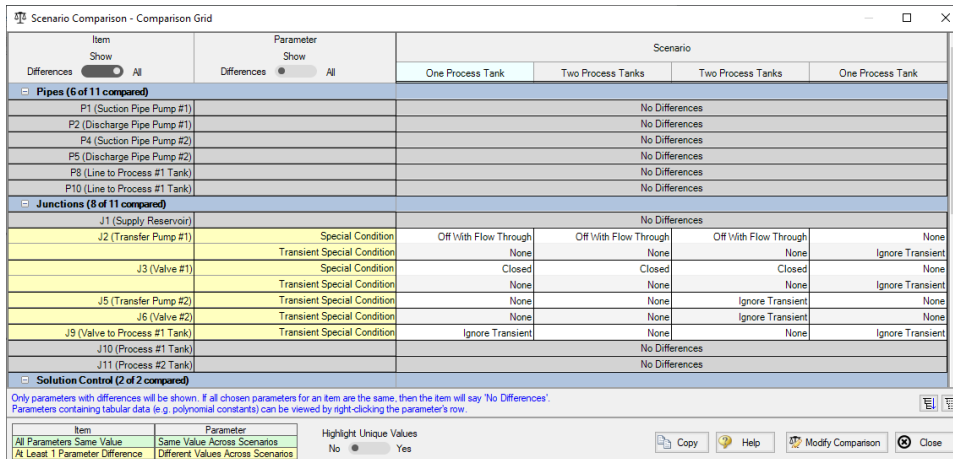 Scenario Comparison - Comparison Grid
Item Parameter Scenario
Show Show
Differences All Differences All One Process Tank Two Process Tanks Two Process Tanks One Process Tank
Pipes (6 of 11 compared)
P1 (Suction Pipe Pump #1) No Differences
P2 (Discharge Pipe Pump #1) No Differences
P4 (Suction Pipe Pump #2) No Differences
P5 (Discharge Pipe Pump #2) No Differences
P8 (Line to Process #1 Tank) No Differences
P10 (Line to Process #1 Tank) No Differences
Junctions (8 of 11 compared)
J1 (Supply Reservoir) No Differences
J2 (Transfer Pump #1) Special Condition Off With Flow Through Off With Flow Through Off With Flow Through None
Transient Special Condition None None None Ignore Transient
J3 (Valve #1) Special Condition Closed Closed Closed None
Transient Special Condition None None None Ignore Transient
J5 (Transfer Pump #2) Transient Special Condition None None Ignore Transient None
J6 (Valve #2) Transient Special Condition None None Ignore Transient None
J9 (Valve to Process #1 Tank) Transient Special Condition Ignore Transient None None Ignore Transient
J10 (Process #1 Tank) No Differences
J11 (Process #2 Tank) No Differences
Solution Control (2 of 2 compared)
Only parameters with differences will be shown. If all chosen parameters for an item are the same, then the item will say 'No Differences'.
Parameters containing tabular data (e.g. polynomial constants) can be viewed by right-clicking the parameter's row.
Item Parameter
All Parameters Same Value Same Value Across Scenarios
At Least 1 Parameter Difference Different Values Across Scenarios
Highlight Unique Values
No Yes
Copy Help Modify Comparison Close